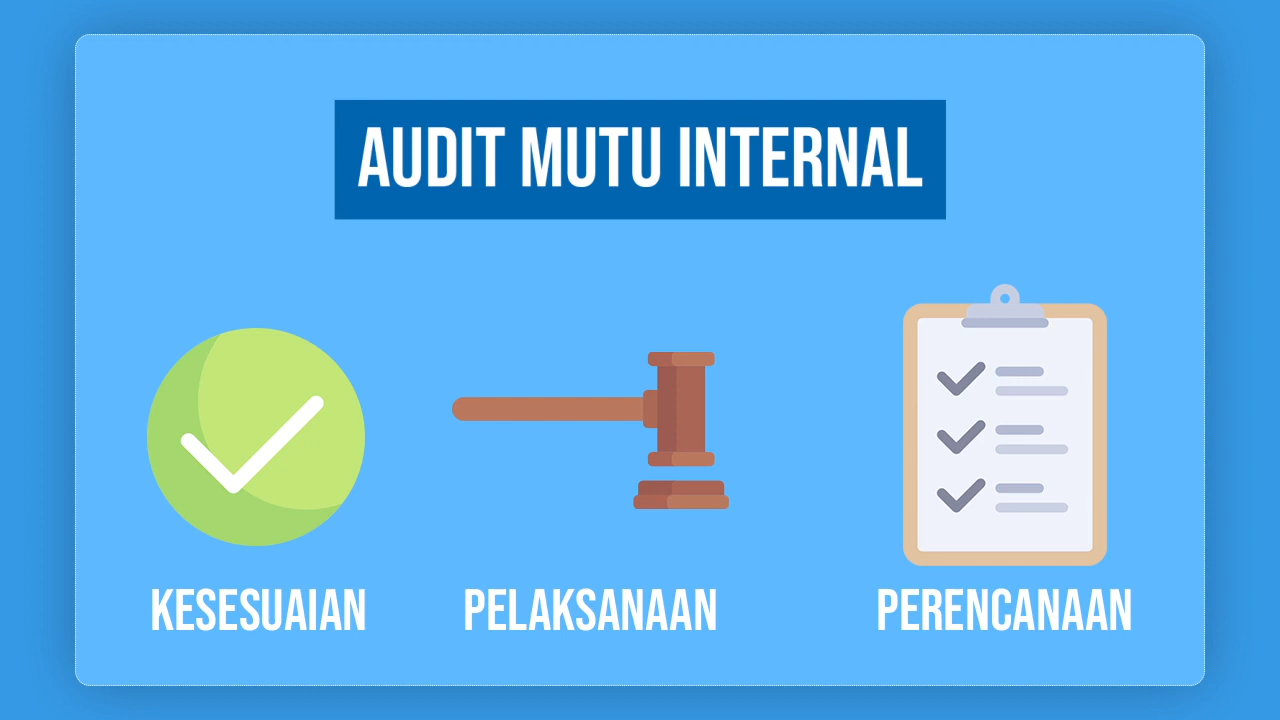 AUDIT MUTU INTERNAL
KESESUAIAN
PELAKSANAAN
PERENCANAAN